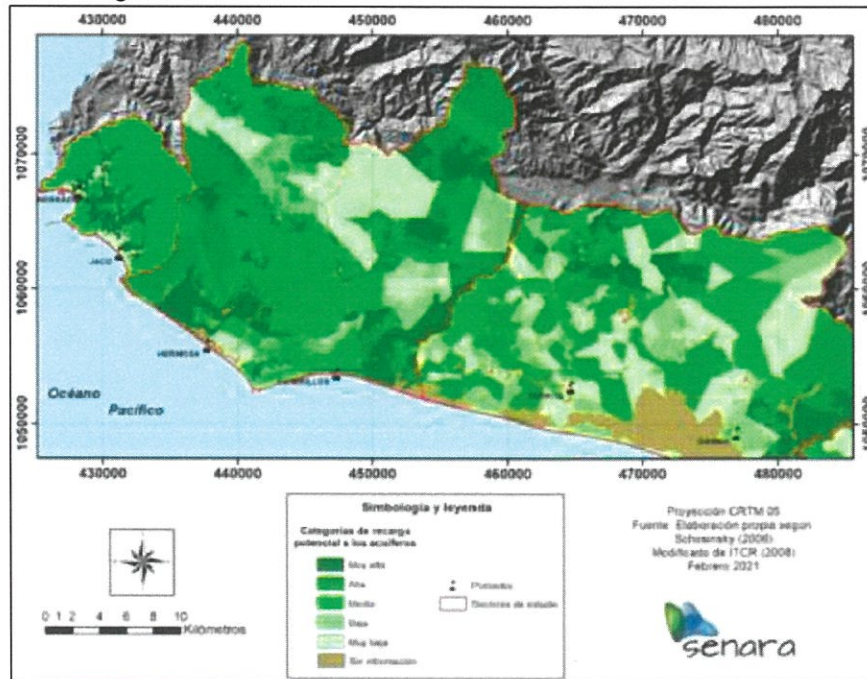 430000 440000 450000 460000 470000 480000
1070000 1070000
JACO
1060000
HERMOSA
Océano
Pacífico
1050000
430000 440000 450000 460000 470000 480000
Simbología y leyenda
Categorías de recarga
potencial a los acuíferos
Muy alta
Alta
Media
Baja
Muy baja
Sin información
Poblados
Sectores de estudio
Proyección CRTM 05
Fuente: Elaboración propia según
Schosinsky (2006)
Modificado de ITCR (2008)
Febrero 2021
0 1 2 4 6 8 10
Kilómetros
senara